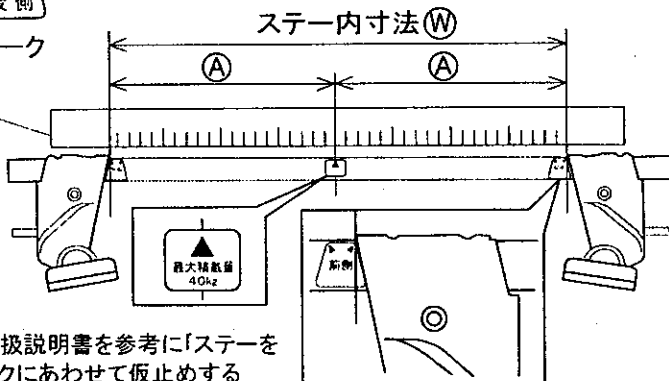 後側
ーク
ステー内寸法Ⓦ
Ⓐ Ⓐ
▲
最大積載量
40kg
前側
扱説明書を参考に「ステーを
クにあわせて仮止めする